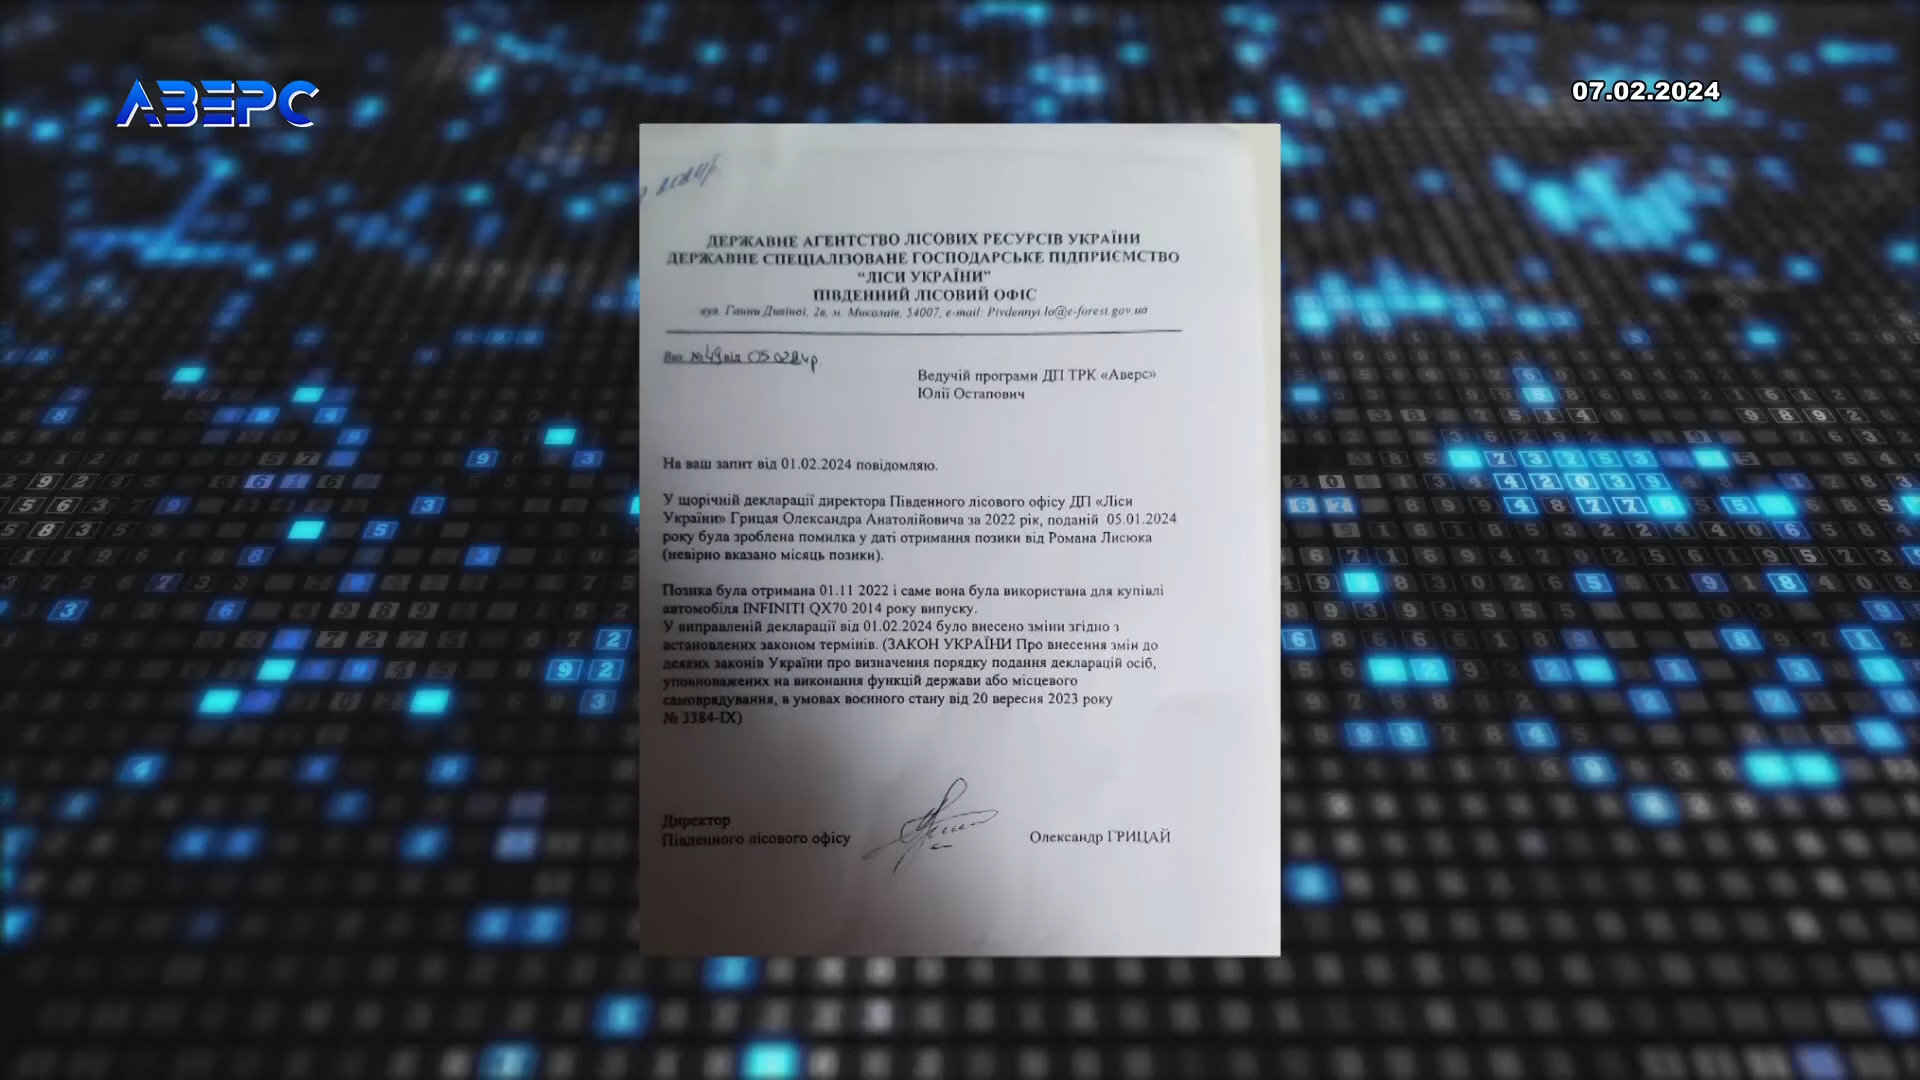 АВЕРС
07.02.2024
ДЕРЖАВНЕ АГЕНТСТВО ЛІСОВИХ РЕСУРСІВ УКРАЇНИ
ДЕРЖАВНЕ СПЕЦІАЛІЗОВАНЕ ГОСПОДАРСЬКЕ ПІДПРИЄМСТВО
“ЛІСИ УКРАЇНИ”
ПІВДЕННИЙ ЛІСОВИЙ ОФІС
вул. Ганни Дивіної, 2в, м. Миколаїв, 54007, e-mail: Pivdennyi.lo@e-forest.gov.ua
Вих. №49 від 05.02.24р
Ведучій програми ДП ТРК «Аверс»
Юлії Остапович
На ваш запит від 01.02.2024 повідомляю.
У щорічній декларації директора Південного лісового офісу ДП «Ліси
України» Грицая Олександра Анатолійовича за 2022 рік, поданій 05.01.2024
року була зроблена помилка у даті отримання позики від Романа Лисюка
(невірно вказано місяць позики).
Позика була отримана 01.11 2022 і саме вона була використана для купівлі
автомобіля INFINITI QX70 2014 року випуску.
У виправленій декларації від 01.02.2024 було внесено зміни згідно з
встановлених законом термінів. (ЗАКОН УКРАЇНИ Про внесення змін до
деяких законів України про визначення порядку подання декларацій осіб,
уповноважених на виконання функцій держави або місцевого
самоврядування, в умовах воєнного стану від 20 вересня 2023 року
№ 3384-IX)
Директор
Південного лісового офісу Олександр ГРИЦАЙ